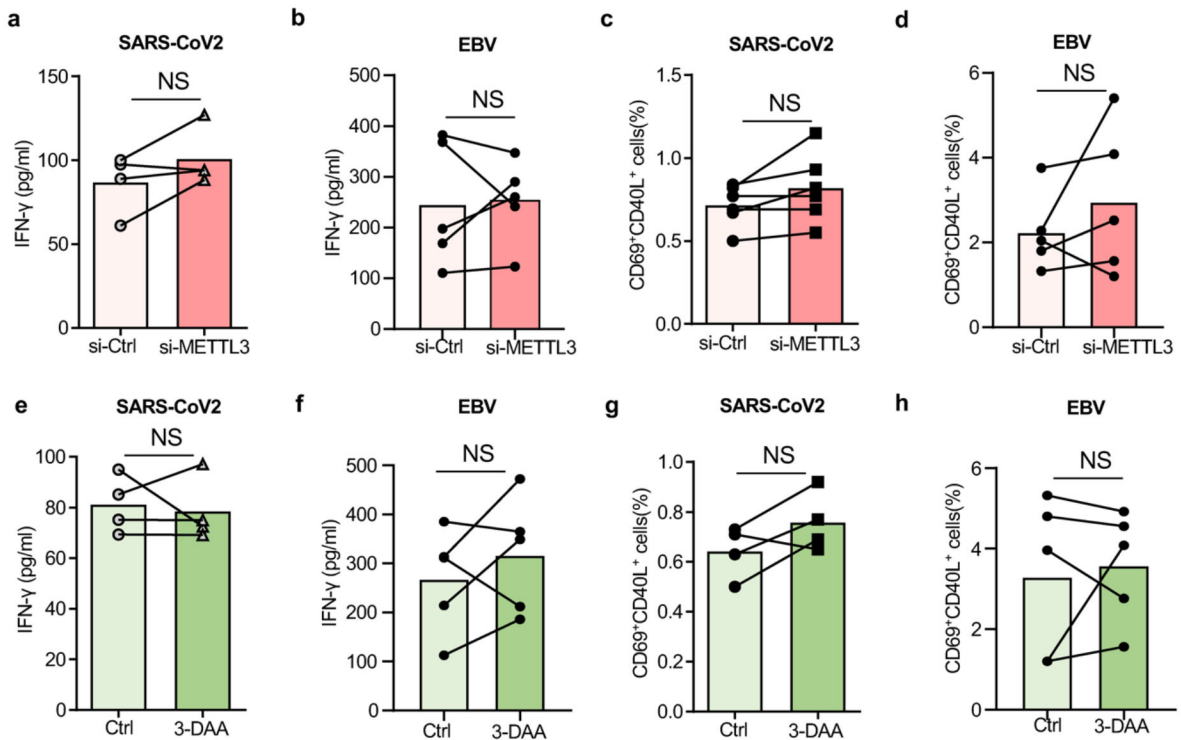 a
SARS-CoV2
NS
IFN-γ (pg/ml)
150
100
50
0
si-Ctrl
si-METTL3
b
EBV
NS
IFN-γ (pg/ml)
500
400
300
200
100
0
si-Ctrl
si-METTL3
c
SARS-CoV2
NS
CD69⁺CD40L⁺ cells(%)
1.5
1.0
0.5
0.0
si-Ctrl
si-METTL3
d
EBV
NS
CD69⁺CD40L⁺ cells(%)
6
4
2
0
si-Ctrl
si-METTL3
e
SARS-CoV2
NS
IFN-γ (pg/ml)
100
80
60
40
20
0
Ctrl
3-DAA
f
EBV
NS
IFN-γ (pg/ml)
500
400
300
200
100
0
Ctrl
3-DAA
g
SARS-CoV2
NS
CD69⁺CD40L⁺ cells(%)
1.0
0.8
0.6
0.4
0.2
0.0
Ctrl
3-DAA
h
EBV
NS
CD69⁺CD40L⁺ cells(%)
6
4
2
0
Ctrl
3-DAA